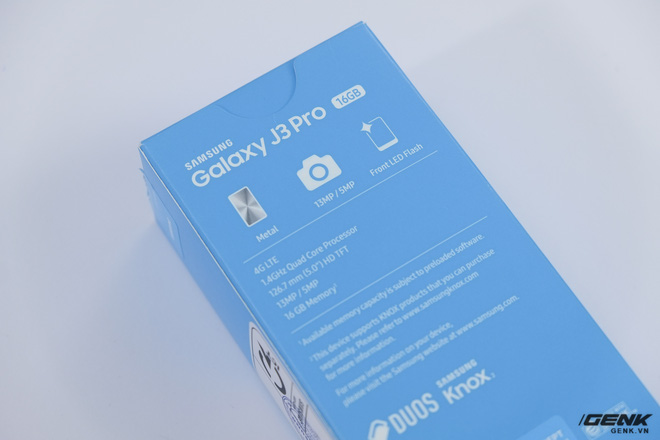 SAMSUNG
Galaxy J3 Pro 16GB
Metal
13MP / 5MP
Front LED Flash
4G LTE
1.4GHz Quad Core Processor
126.7 mm (5.0") HD TFT
13MP / 5MP
16 GB Memory¹
¹Available memory capacity is subject to preloaded software.
²This device supports KNOX products that you can purchase
separately. Please refer to www.samsungknox.com
for more information.
For more information on your device,
please visit the Samsung website at www.samsung.com.
DUOS
SAMSUNG
Knox
GENK
GENK.VN